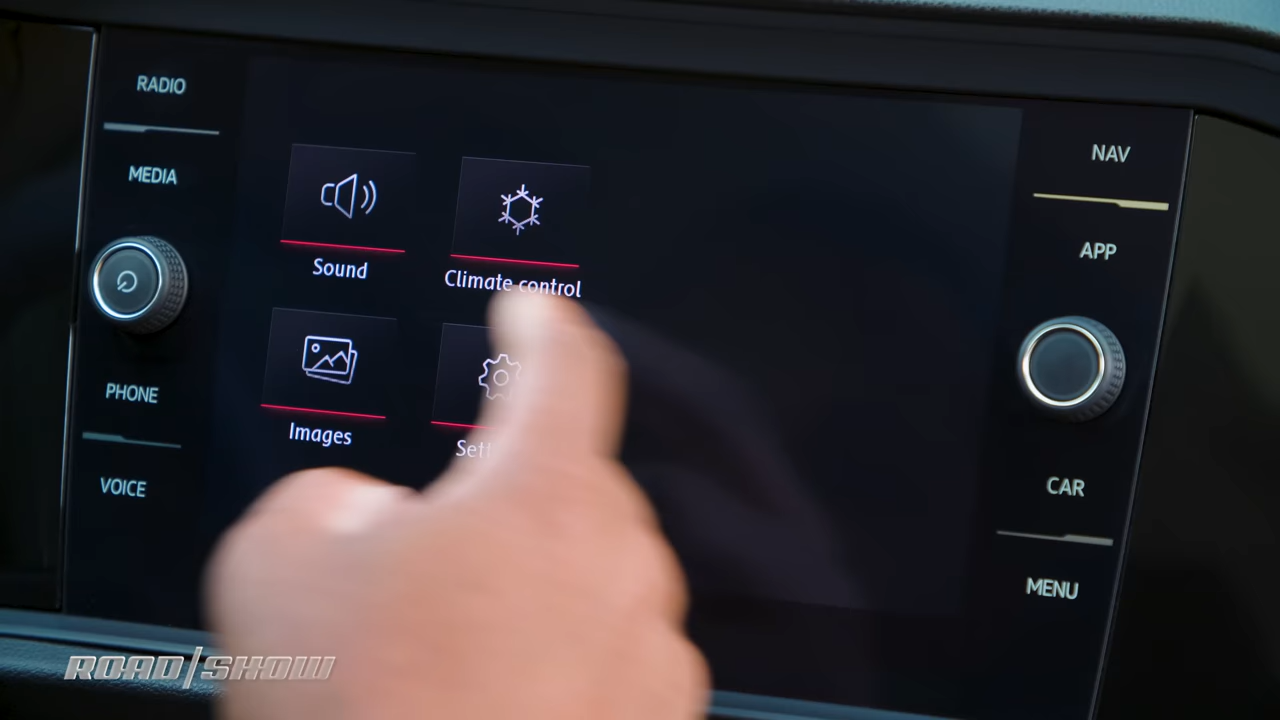 RADIO
MEDIA
PHONE
VOICE
Sound
Climate control
Images
NAV
APP
CAR
MENU
ROAD/SHOW